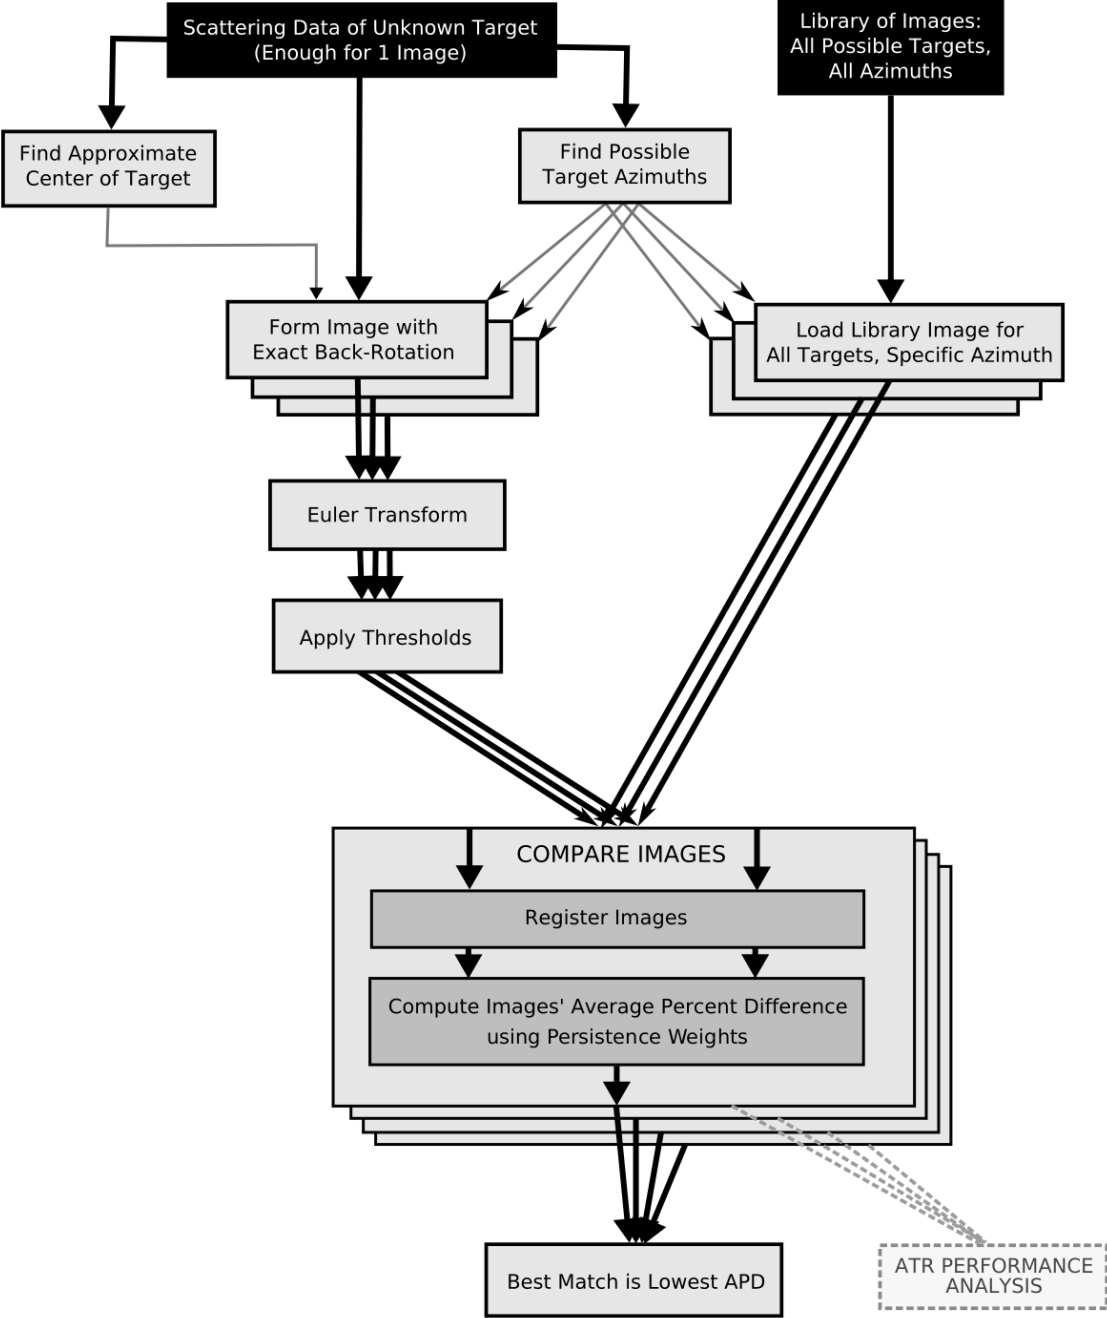 Scattering Data of Unknown Target
(Enough for 1 Image)
Library of Images:
All Possible Targets,
All Azimuths
Find Approximate
Center of Target
Find Possible
Target Azimuths
Form Image with
Exact Back-Rotation
Load Library Image for
All Targets, Specific Azimuth
Euler Transform
Apply Thresholds
COMPARE IMAGES
Register Images
Compute Images' Average Percent Difference
using Persistence Weights
Best Match is Lowest APD
ATR PERFORMANCE
ANALYSIS